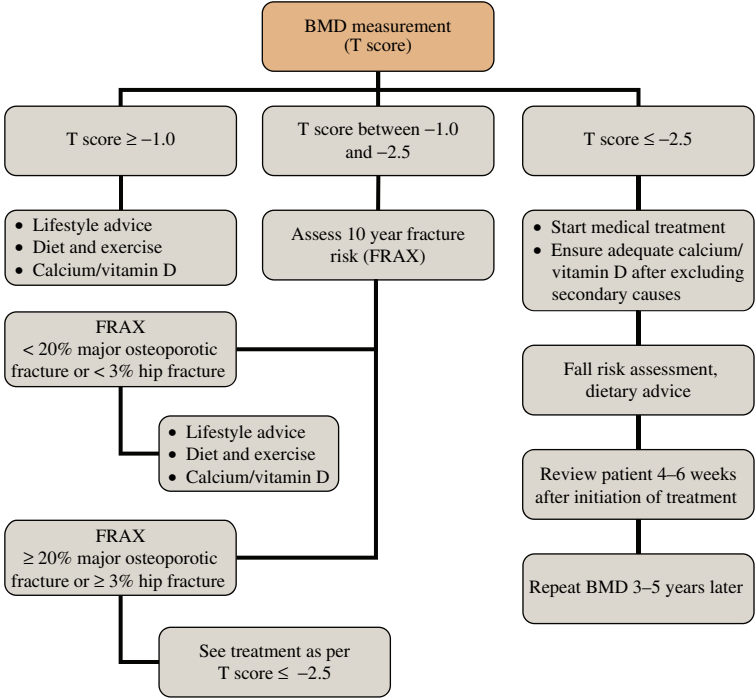 BMD measurement
(T score)
T score ≥ −1.0
T score between −1.0
and −2.5
T score ≤ −2.5
• Lifestyle advice
• Diet and exercise
• Calcium/vitamin D
Assess 10 year fracture
risk (FRAX)
• Start medical treatment
• Ensure adequate calcium/
vitamin D after excluding
secondary causes
FRAX
< 20% major osteoporotic
fracture or < 3% hip fracture
Fall risk assessment,
dietary advice
• Lifestyle advice
• Diet and exercise
• Calcium/vitamin D
Review patient 4–6 weeks
after initiation of treatment
FRAX
≥ 20% major osteoporotic
fracture or ≥ 3% hip fracture
Repeat BMD 3–5 years later
See treatment as per
T score ≤ −2.5